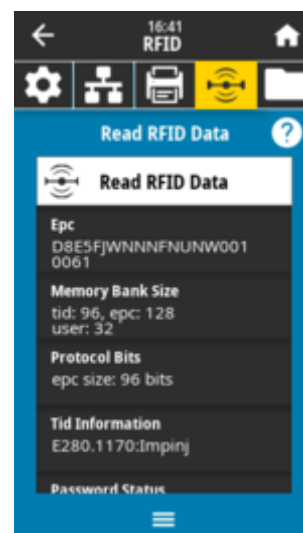 16:41
RFID
Read RFID Data
?
Read RFID Data
Epc
D8E5FJWNNNFNUNW001
0061
Memory Bank Size
tid: 96, epc: 128
user: 32
Protocol Bits
epc size: 96 bits
Tid Information
E280.1170:Impinj
Password Status